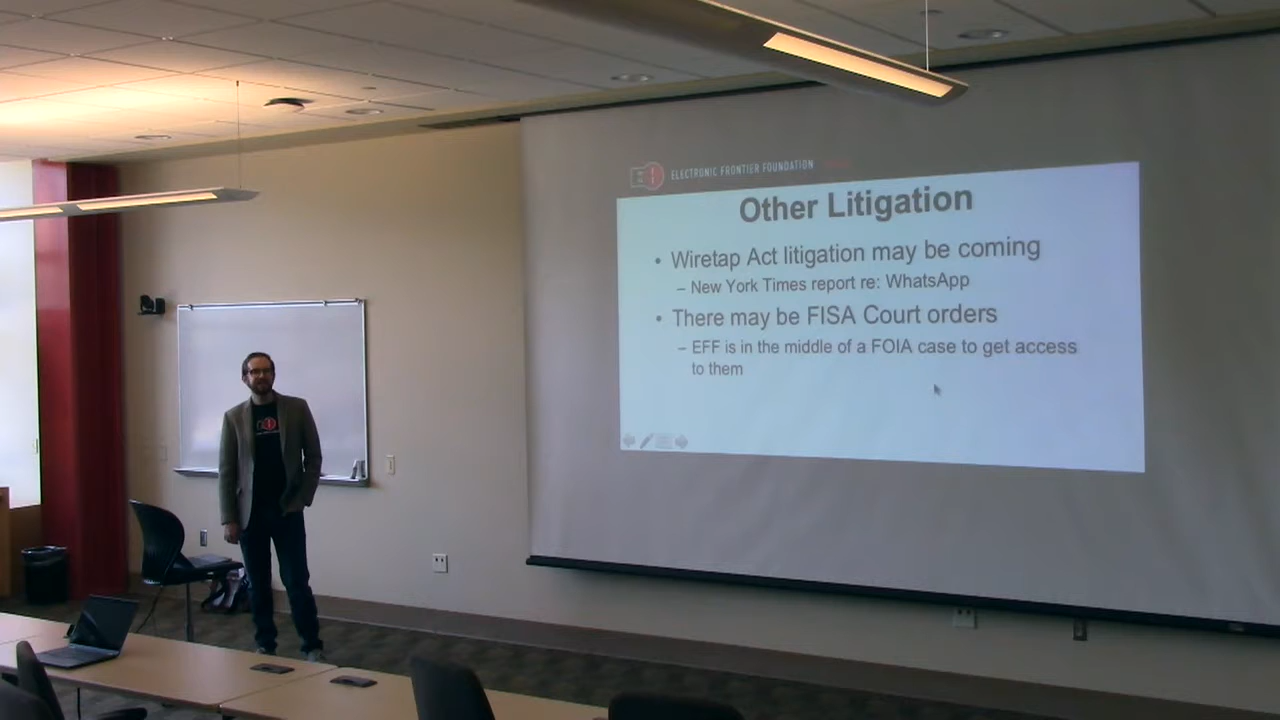 ELECTRONIC FRONTIER FOUNDATION
Other Litigation
• Wiretap Act litigation may be coming
– New York Times report re: WhatsApp
• There may be FISA Court orders
– EFF is in the middle of a FOIA case to get access
to them